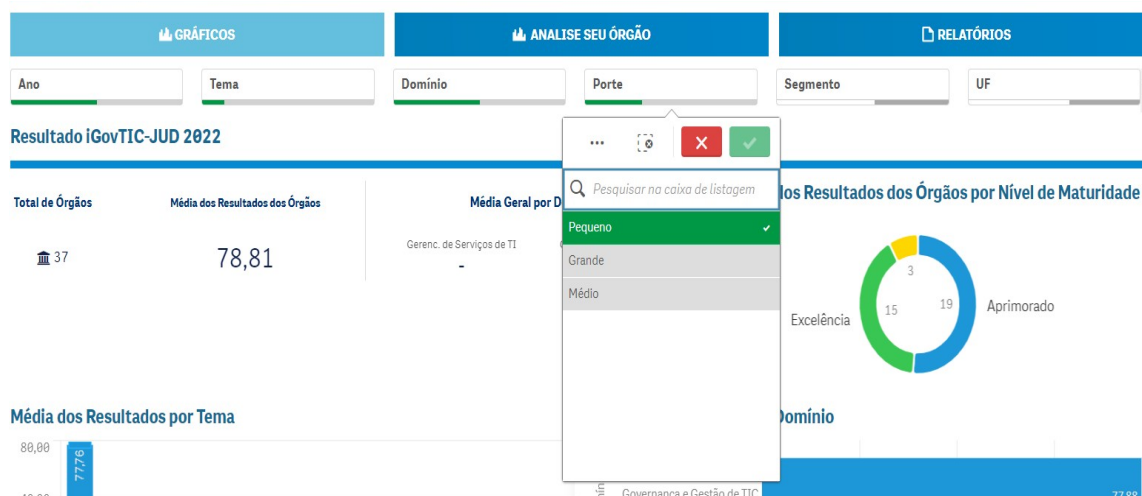 GRÁFICOS
ANALISE SEU ÓRGÃO
RELATÓRIOS
Ano
Tema
Domínio
Porte
Segmento
UF
Resultado iGovTIC-JUD 2022
Total de Órgãos
Média dos Resultados dos Órgãos
Média Geral por D
Gerenc. de Serviços de TI
37
78,81
-
Pesquisar na caixa de listagem
Pequeno
Grande
Médio
dos Resultados dos Órgãos por Nível de Maturidade
3
15
19
Excelência
Aprimorado
Média dos Resultados por Tema
Domínio
80,00
77,76
Governança e Gestão de TIC
77,88